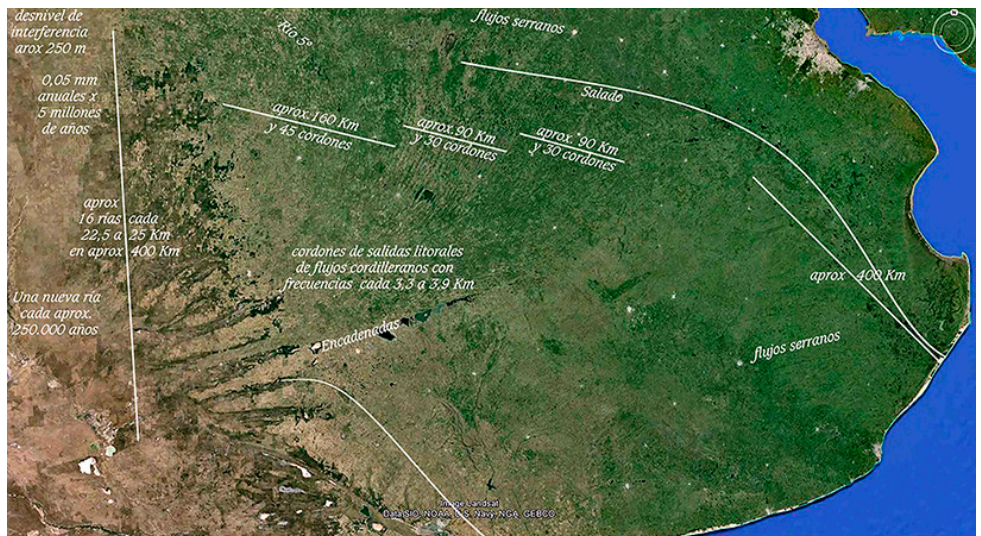 desnivel de
interferencia
arox 250 m
0,05 mm
anuales x
5 millones
de años
aprox
16 rías cada
22,5 a 25 Km
en aprox 400 Km
Una nueva ría
cada aprox.
250.000 años
Río 5º
flujos serranos
Salado
aprox. 160 Km
y 45 cordones
aprox. 90 Km
y 30 cordones
aprox. 90 Km
y 30 cordones
cordones de salidas litorales
de flujos cordilleranos con
frecuencias cada 3,3 a 3,9 Km
Encadenadas
aprox 400 Km
flujos serranos
N
Image Landsat
Data SIO, NOAA, U.S. Navy, NGA, GEBCO